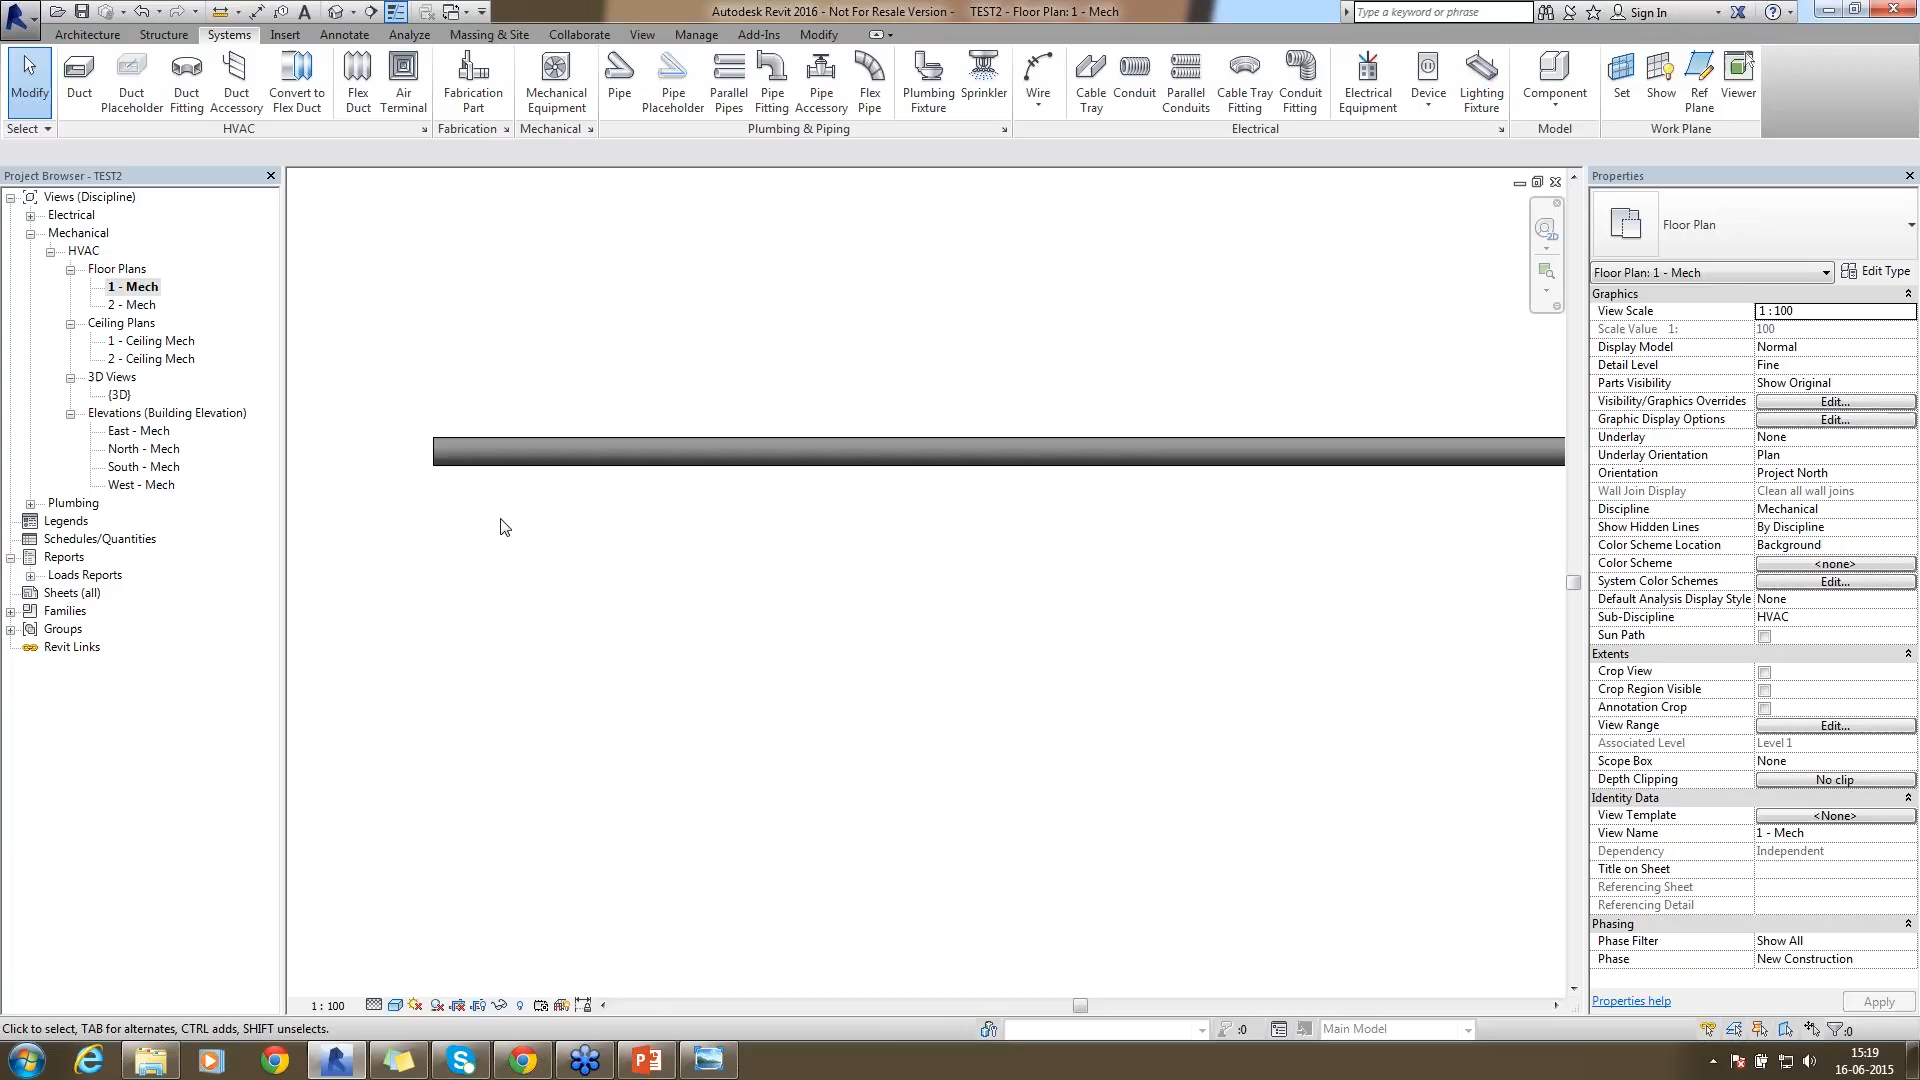 Autodesk Revit 2016 - Not For Resale Version - TEST2 - Floor Plan: 1 - Mech
Type a keyword or phrase
Sign In
Architecture Structure Systems Insert Annotate Analyze Massing & Site Collaborate View Manage Add-Ins Modify
Modify
Duct
Duct Placeholder
Duct Fitting
Duct Accessory
Convert to Flex Duct
Flex Duct
Air Terminal
Fabrication Part
Mechanical Equipment
Pipe
Pipe Placeholder
Parallel Pipes
Pipe Fitting
Pipe Accessory
Flex Pipe
Plumbing Fixture
Sprinkler
Wire
Cable Tray
Conduit
Parallel Conduits
Cable Tray Fitting
Conduit Fitting
Electrical Equipment
Device
Lighting Fixture
Component
Set
Show
Ref Plane
Viewer
Select HVAC Fabrication Mechanical Plumbing & Piping Electrical Model Work Plane
Project Browser - TEST2
Views (Discipline)
Electrical
Mechanical
HVAC
Floor Plans
1 - Mech
2 - Mech
Ceiling Plans
1 - Ceiling Mech
2 - Ceiling Mech
3D Views
{3D}
Elevations (Building Elevation)
East - Mech
North - Mech
South - Mech
West - Mech
Plumbing
Legends
Schedules/Quantities
Reports
Loads Reports
Sheets (all)
Families
Groups
Revit Links
2D
Properties
Floor Plan
Floor Plan: 1 - Mech Edit Type
Graphics
View Scale 1 : 100
Scale Value 1: 100
Display Model Normal
Detail Level Fine
Parts Visibility Show Original
Visibility/Graphics Overrides Edit...
Graphic Display Options Edit...
Underlay None
Underlay Orientation Plan
Orientation Project North
Wall Join Display Clean all wall joins
Discipline Mechanical
Show Hidden Lines By Discipline
Color Scheme Location Background
Color Scheme <none>
System Color Schemes Edit...
Default Analysis Display Style None
Sub-Discipline HVAC
Sun Path
Extents
Crop View
Crop Region Visible
Annotation Crop
View Range Edit...
Associated Level Level 1
Scope Box None
Depth Clipping No clip
Identity Data
View Template <None>
View Name 1 - Mech
Dependency Independent
Title on Sheet
Referencing Sheet
Referencing Detail
Phasing
Phase Filter Show All
Phase New Construction
Properties help Apply
1 : 100
Click to select, TAB for alternates, CTRL adds, SHIFT unselects.
:0
Main Model
:0
15:19
16-06-2015